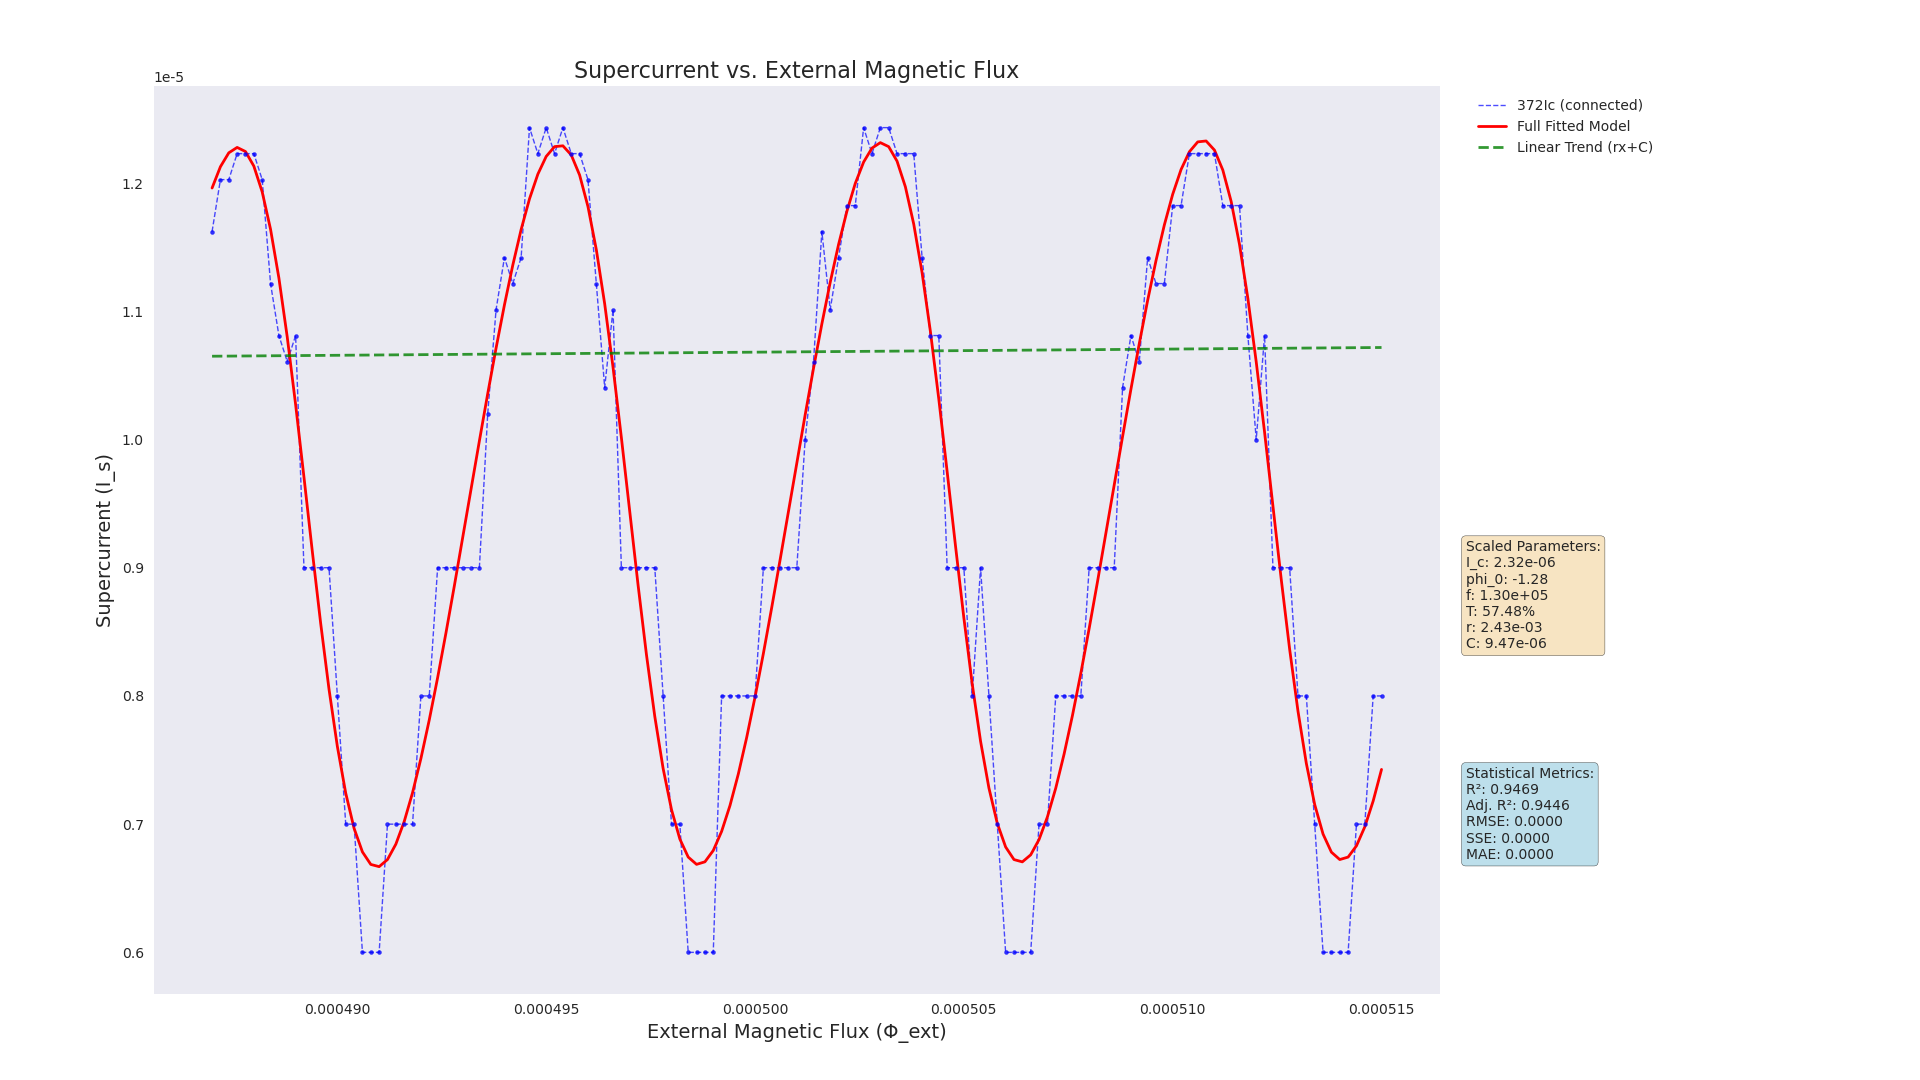 Supercurrent vs. External Magnetic Flux
1e-5
1.2
1.1
1.0
0.9
0.8
0.7
0.6
Supercurrent (I_s)
0.000490
0.000495
0.000500
0.000505
0.000510
0.000515
External Magnetic Flux (Φ_ext)
372Ic (connected)
Full Fitted Model
Linear Trend (rx+C)
Scaled Parameters:
I_c: 2.32e-06
phi_0: -1.28
f: 1.30e+05
T: 57.48%
r: 2.43e-03
C: 9.47e-06
Statistical Metrics:
R²: 0.9469
Adj. R²: 0.9446
RMSE: 0.0000
SSE: 0.0000
MAE: 0.0000